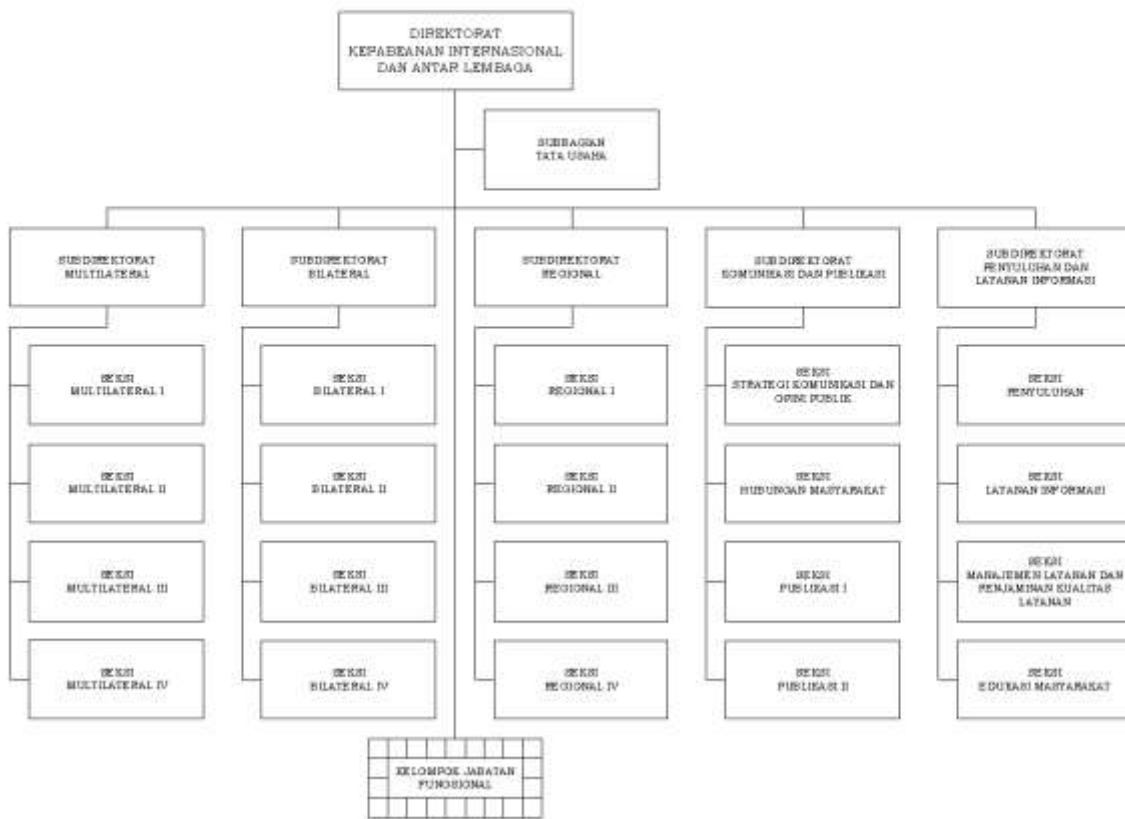 DIREKTORAT
KEPABEANAN INTERNASIONAL
DAN ANTAR LEMBAGA
SUBBAGIAN
TATA USAHA
SUBDIREKTORAT
MULTILATERAL
SUBDIREKTORAT
BILATERAL
SUBDIREKTORAT
REGIONAL
SUBDIREKTORAT
KOMUNIKASI DAN PUBLIKASI
SUBDIREKTORAT
PENYULUHAN DAN
LAYANAN INFORMASI
SEKSI
MULTILATERAL I
SEKSI
BILATERAL I
SEKSI
REGIONAL I
SEKSI
STRATEGI KOMUNIKASI DAN
OPINI PUBLIK
SEKSI
PENYULUHAN
SEKSI
MULTILATERAL II
SEKSI
BILATERAL II
SEKSI
REGIONAL II
SEKSI
HUBUNGAN MASYARAKAT
SEKSI
LAYANAN INFORMASI
SEKSI
MULTILATERAL III
SEKSI
BILATERAL III
SEKSI
REGIONAL III
SEKSI
PUBLIKASI I
SEKSI
MANAJEMEN LAYANAN DAN
PENJAMINAN KUALITAS
LAYANAN
SEKSI
MULTILATERAL IV
SEKSI
BILATERAL IV
SEKSI
REGIONAL IV
SEKSI
PUBLIKASI II
SEKSI
EDUKASI MASYARAKAT
KELOMPOK JABATAN
FUNGSIONAL